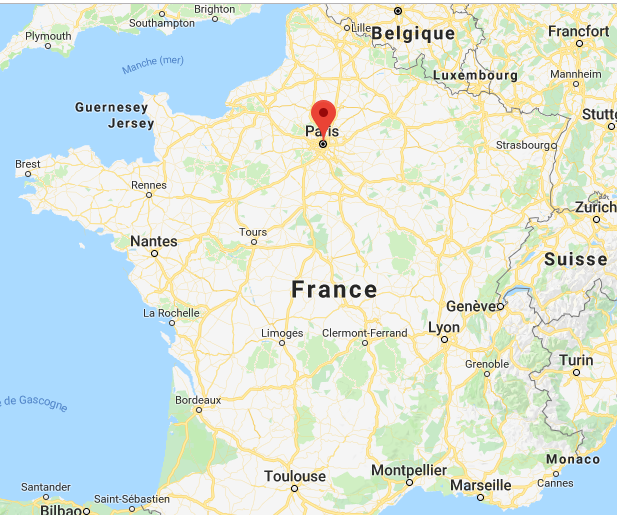 Brighton
Southampton
Plymouth
Lille
Belgique
Francfort
Manche (mer)
Luxembourg
Mannheim
Guernesey
Jersey
Stuttg
Paris
Strasbourg
Brest
Rennes
Zurich
Tours
Nantes
Suisse
France
Genève
La Rochelle
Lyon
Limoges
Clermont-Ferrand
Turin
Grenoble
Bordeaux
e de Gascogne
Monaco
Toulouse
Montpellier
Cannes
Marseille
Santander
Saint-Sébastien
Bilbao